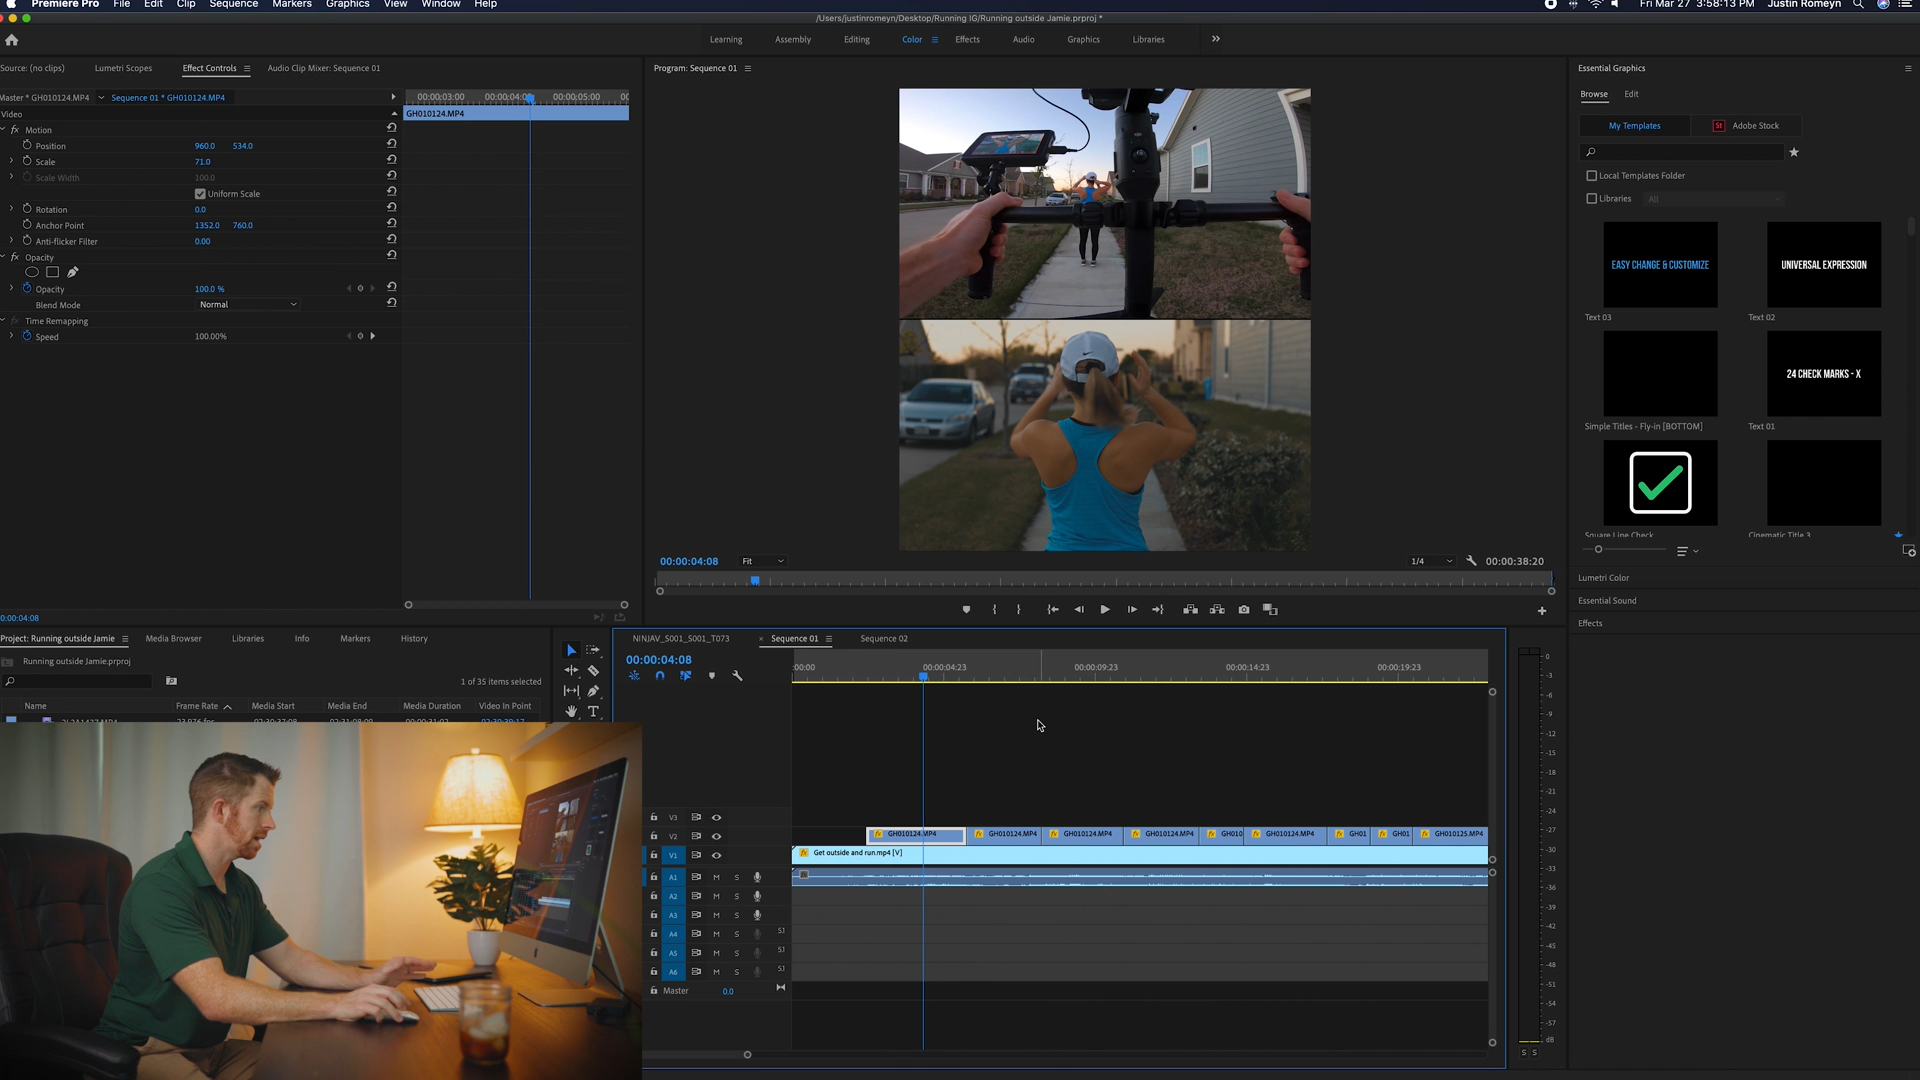 Premiere Pro File Edit Clip Sequence Markers Graphics View Window Help
Fri Mar 27 3:58:13 PM Justin Romeyn
/Users/justinromeyn/Desktop/Running IG/Running outside Jamie.prproj *
Learning Assembly Editing Color Effects Audio Graphics Libraries
Source: (no clips) Lumetri Scopes Effect Controls Audio Clip Mixer: Sequence 01
Master * GH010124.MP4 Sequence 01 * GH010124.MP4
00:00:03:00 00:00:04:00 00:00:05:00
Video
GH010124.MP4
fx Motion
Position 960.0 534.0
Scale 71.0
Scale Width 100.0
Uniform Scale
Rotation 0.0
Anchor Point 1352.0 760.0
Anti-flicker Filter 0.00
fx Opacity
Opacity 100.0 %
Blend Mode Normal
Time Remapping
Speed 100.00%
0:00:04:08
Program: Sequence 01
00:00:04:08 Fit 1/4 00:00:38:20
Essential Graphics
Browse Edit
My Templates St Adobe Stock
Local Templates Folder
Libraries All
EASY CHANGE & CUSTOMIZE
UNIVERSAL EXPRESSION
Text 03
Text 02
24 CHECK MARKS - X
Simple Titles - Fly-in [BOTTOM]
Text 01
Square Line Check
Cinematic Title 3
Lumetri Color
Essential Sound
Effects
Project: Running outside Jamie Media Browser Libraries Info Markers History
Running outside Jamie.prproj
1 of 35 items selected
Name Frame Rate Media Start Media End Media Duration Video In Point
NINJAV_S001_S001_T073 × Sequence 01 Sequence 02
00:00:04:08
:00:00 00:00:04:23 00:00:09:23 00:00:14:23 00:00:19:23
V3
V2
GH010124.MP4 GH010124.MP4 GH010124.MP4 GH010124.MP4 GH010 GH010124.MP4 GH01 GH01 GH010125.MP4
V1
Get outside and run.mp4 [V]
A1 M S
A2 M S
A3 M S
A4 M S 5.1
A5 M S 5.1
A6 M S 5.1
Master 0.0
0
-3
-6
-9
-12
-15
-18
-21
-24
-27
-30
-33
-36
-39
-42
-45
-48
-51
-54
-57
dB
S S